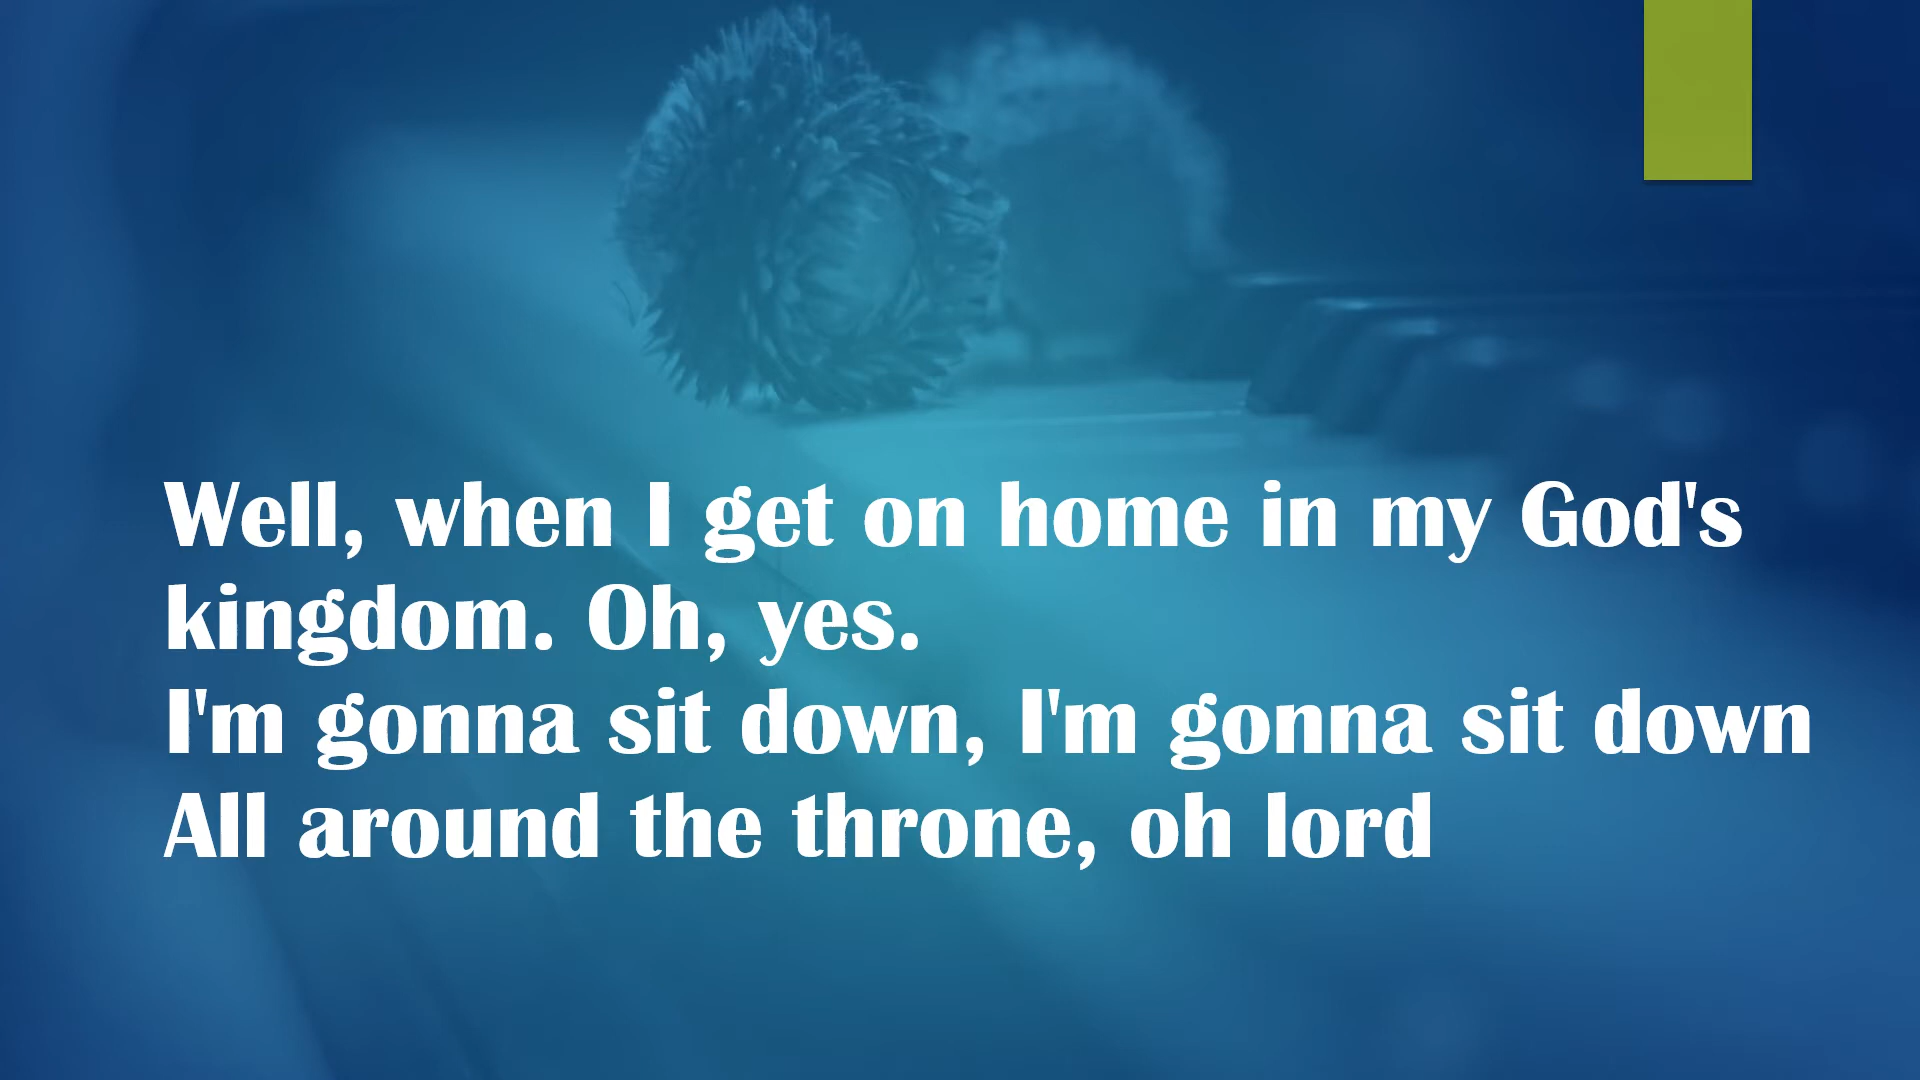 Well, when I get on home in my God's
kingdom. Oh, yes.
I'm gonna sit down, I'm gonna sit down
All around the throne, oh lord